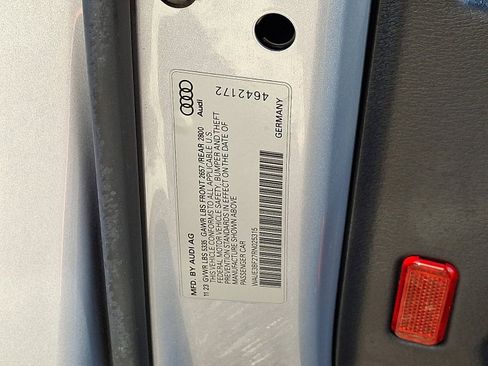 Audi
4642172
MFD. BY AUDI AG
GERMANY
11 23 GVWR LBS 5335 GAWR LBS FRONT 2657 /REAR 2800
THIS VEHICLE CONFORMS TO ALL APPLICABLE U.S.
FEDERAL MOTOR VEHICLE SAFETY, BUMPER AND THEFT
PREVENTION STANDARDS IN EFFECT ON THE DATE OF
MANUFACTURE SHOWN ABOVE
PASSENGER CAR